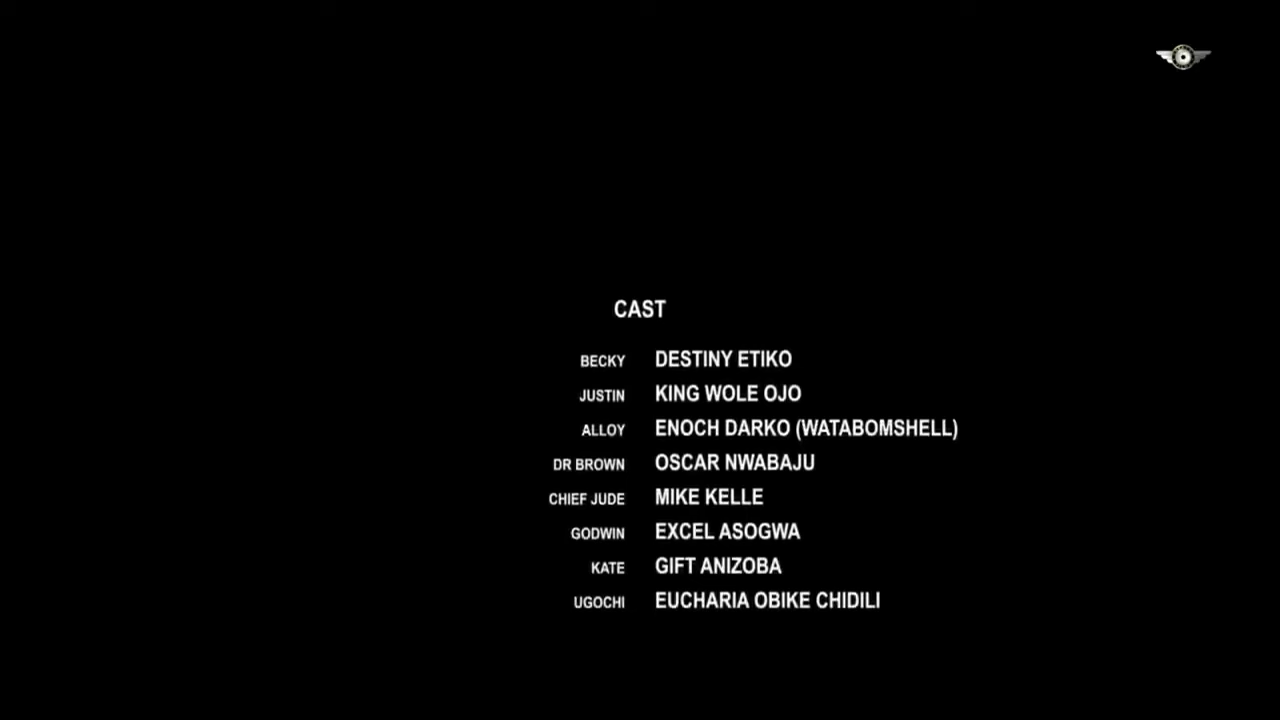 CAST
BECKY DESTINY ETIKO
JUSTIN KING WOLE OJO
ALLOY ENOCH DARKO (WATABOMSHELL)
DR BROWN OSCAR NWABAJU
CHIEF JUDE MIKE KELLE
GODWIN EXCEL ASOGWA
KATE GIFT ANIZOBA
UGOCHI EUCHARIA OBIKE CHIDILI